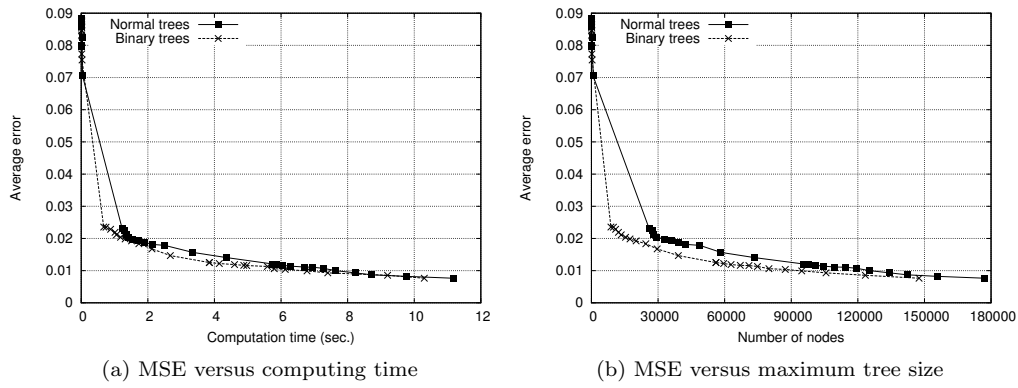 0.09
0.08
0.07
0.06
0.05
0.04
0.03
0.02
0.01
0
Average error
Normal trees
Binary trees
0 2 4 6 8 10 12
Computation time (sec.)
(a) MSE versus computing time
0.09
0.08
0.07
0.06
0.05
0.04
0.03
0.02
0.01
0
Average error
Normal trees
Binary trees
0 30000 60000 90000 120000 150000 180000
Number of nodes
(b) MSE versus maximum tree size